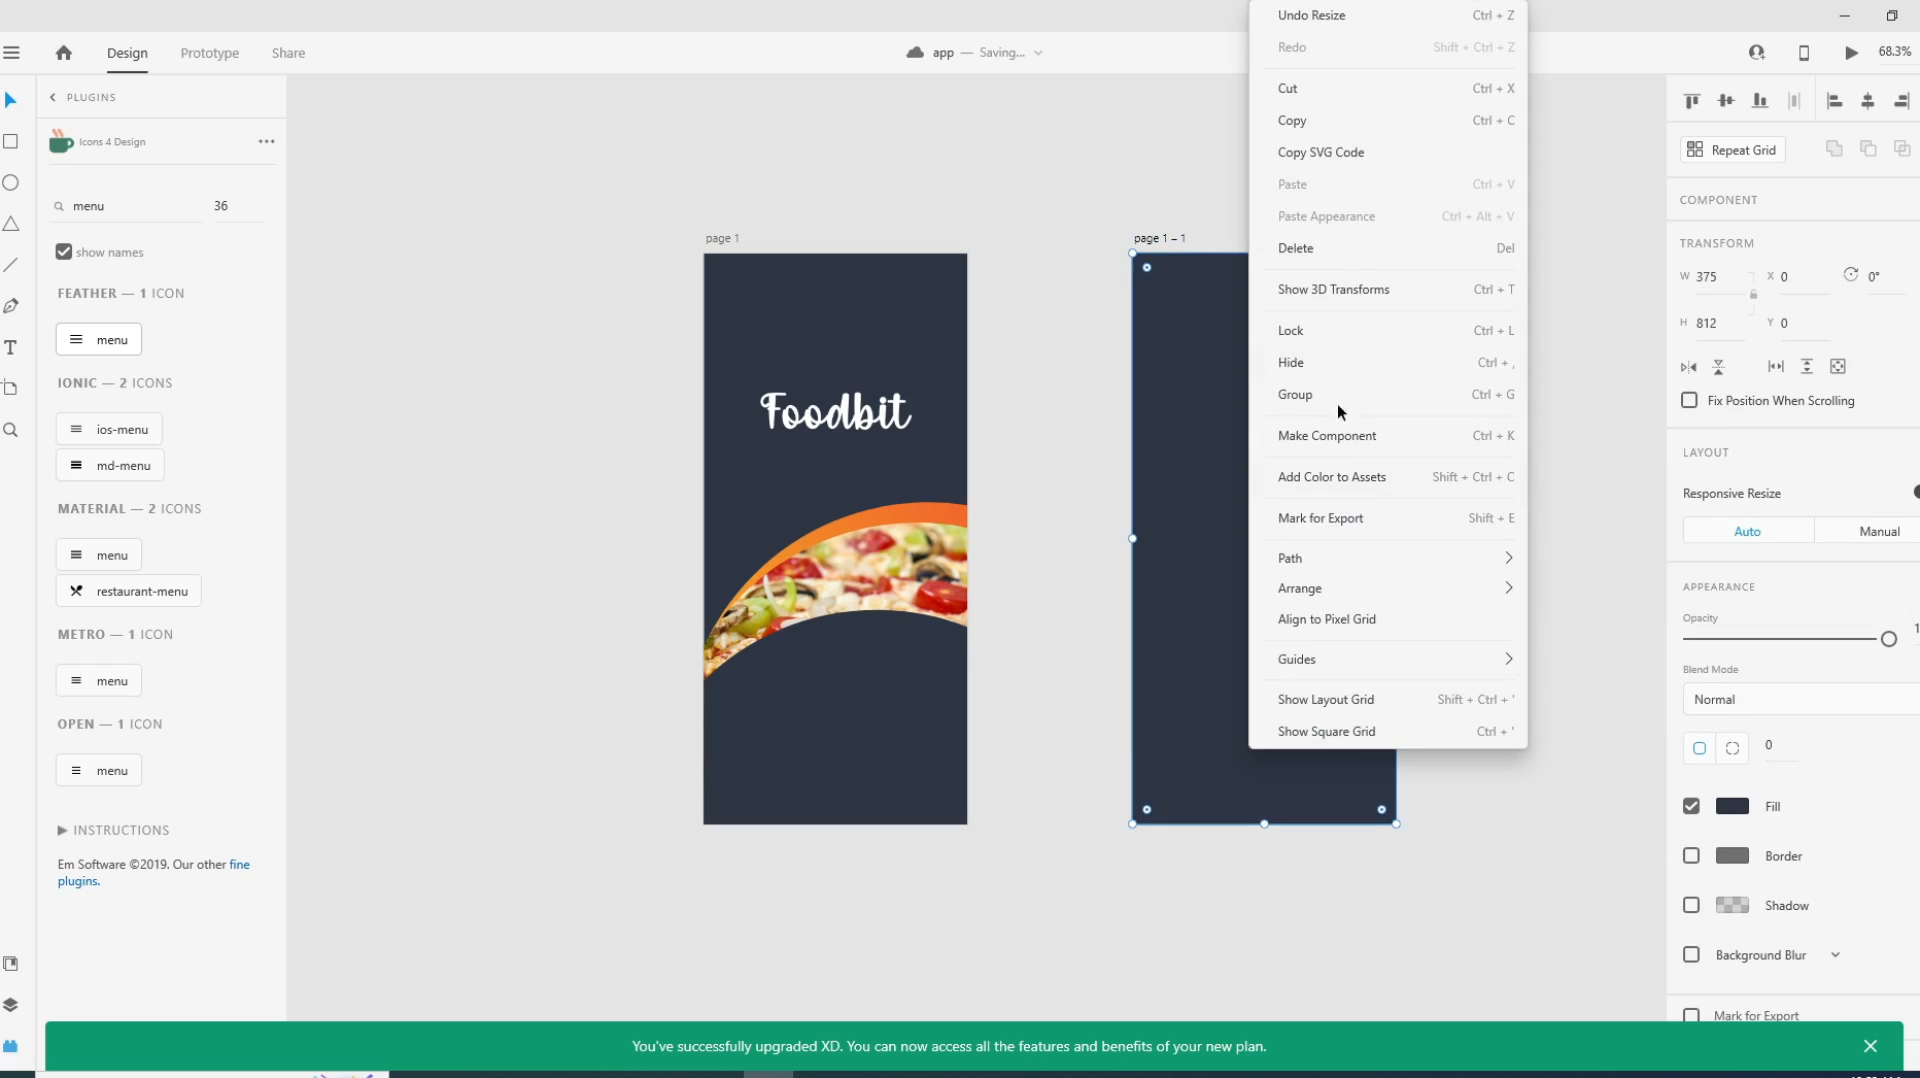 Design
Prototype
Share
app — Saving...
68.3%
PLUGINS
Icons 4 Design
menu
36
show names
FEATHER — 1 ICON
menu
IONIC — 2 ICONS
ios-menu
md-menu
MATERIAL — 2 ICONS
menu
restaurant-menu
METRO — 1 ICON
menu
OPEN — 1 ICON
menu
INSTRUCTIONS
Em Software ©2019. Our other fine
plugins.
page 1
Foodbit
page 1 – 1
Undo Resize Ctrl + Z
Redo Shift + Ctrl + Z
Cut Ctrl + X
Copy Ctrl + C
Copy SVG Code
Paste Ctrl + V
Paste Appearance Ctrl + Alt + V
Delete Del
Show 3D Transforms Ctrl + T
Lock Ctrl + L
Hide Ctrl + ,
Group Ctrl + G
Make Component Ctrl + K
Add Color to Assets Shift + Ctrl + C
Mark for Export Shift + E
Path
Arrange
Align to Pixel Grid
Guides
Show Layout Grid Shift + Ctrl + '
Show Square Grid Ctrl + '
Repeat Grid
COMPONENT
TRANSFORM
W 375 X 0 0°
H 812 Y 0
Fix Position When Scrolling
LAYOUT
Responsive Resize
Auto Manual
APPEARANCE
Opacity
Blend Mode
Normal
0
Fill
Border
Shadow
Background Blur
Mark for Export
You've successfully upgraded XD. You can now access all the features and benefits of your new plan.